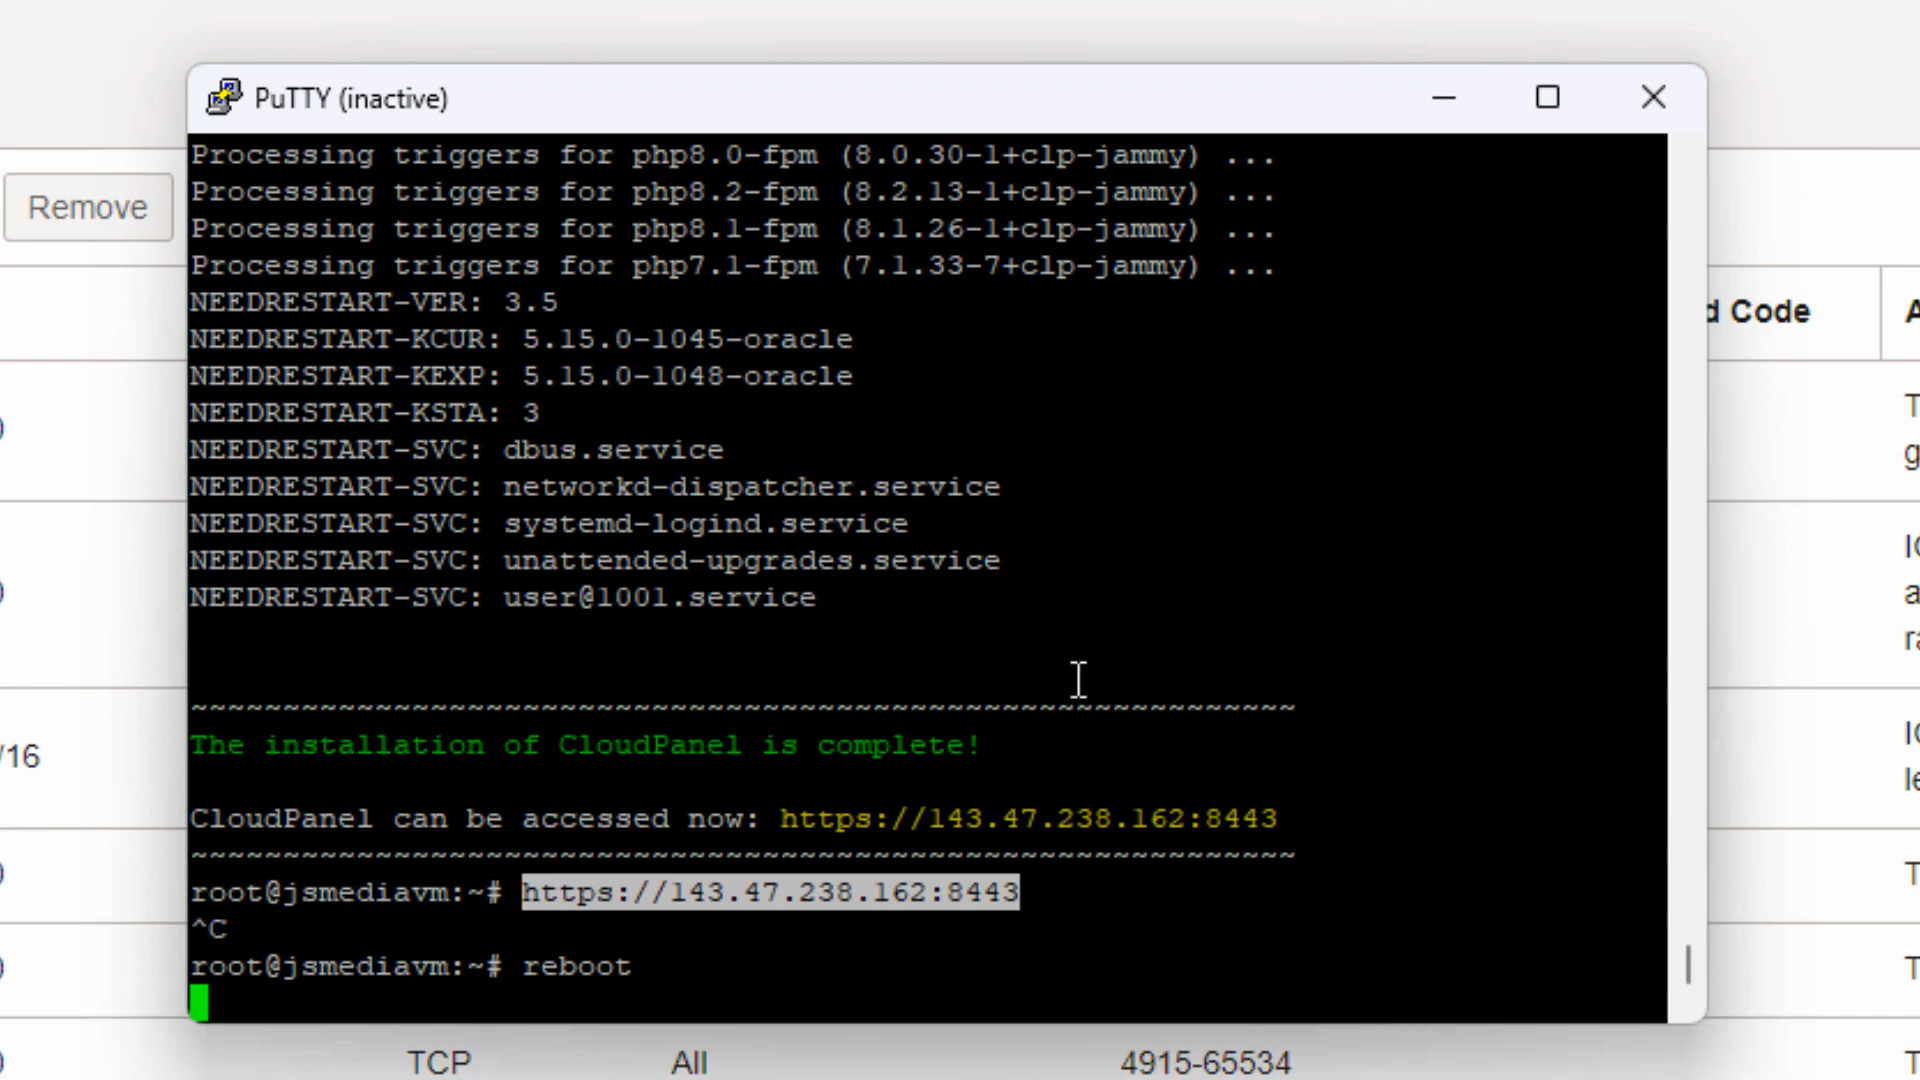 PuTTY (inactive)
Processing triggers for php8.0-fpm (8.0.30-1+clp-jammy) ...
Processing triggers for php8.2-fpm (8.2.13-1+clp-jammy) ...
Processing triggers for php8.1-fpm (8.1.26-1+clp-jammy) ...
Processing triggers for php7.1-fpm (7.1.33-7+clp-jammy) ...
NEEDRESTART-VER: 3.5
NEEDRESTART-KCUR: 5.15.0-1045-oracle
NEEDRESTART-KEXP: 5.15.0-1048-oracle
NEEDRESTART-KSTA: 3
NEEDRESTART-SVC: dbus.service
NEEDRESTART-SVC: networkd-dispatcher.service
NEEDRESTART-SVC: systemd-logind.service
NEEDRESTART-SVC: unattended-upgrades.service
NEEDRESTART-SVC: user@1001.service
~~~~~~~~~~~~~~~~~~~~~~~~~~~~~~~~~~~~~~~~~~~~~~~~~~~~~~~~~~~~
The installation of CloudPanel is complete!
CloudPanel can be accessed now: https://143.47.238.162:8443
~~~~~~~~~~~~~~~~~~~~~~~~~~~~~~~~~~~~~~~~~~~~~~~~~~~~~~~~~~~~
root@jsmediavm:~# https://143.47.238.162:8443
^C
root@jsmediavm:~# reboot
Remove
d Code
/16
TCP All 4915-65534